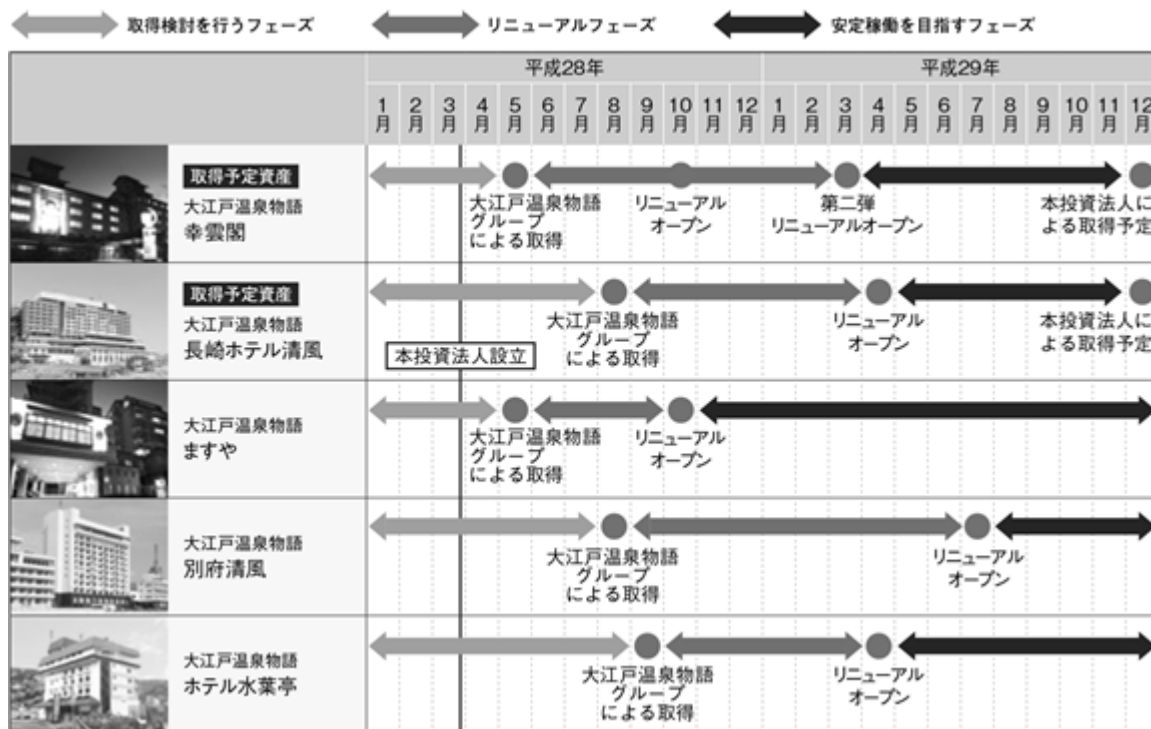 取得検討を行うフェーズ リニューアルフェーズ 安定稼働を目指すフェーズ
平成28年 平成29年
1月 2月 3月 4月 5月 6月 7月 8月 9月 10月 11月 12月 1月 2月 3月 4月 5月 6月 7月 8月 9月 10月 11月 12月
取得予定資産
大江戸温泉物語
幸雲閣
大江戸温泉物語
グループ
による取得
リニューアル
オープン
第二弾
リニューアルオープン
本投資法人に
よる取得予定
取得予定資産
大江戸温泉物語
長崎ホテル清風
本投資法人設立
大江戸温泉物語
グループ
による取得
リニューアル
オープン
本投資法人に
よる取得予定
大江戸温泉物語
ますや
大江戸温泉物語
グループ
による取得
リニューアル
オープン
大江戸温泉物語
別府清風
大江戸温泉物語
グループ
による取得
リニューアル
オープン
大江戸温泉物語
ホテル水葉亭
大江戸温泉物語
グループ
による取得
リニューアル
オープン